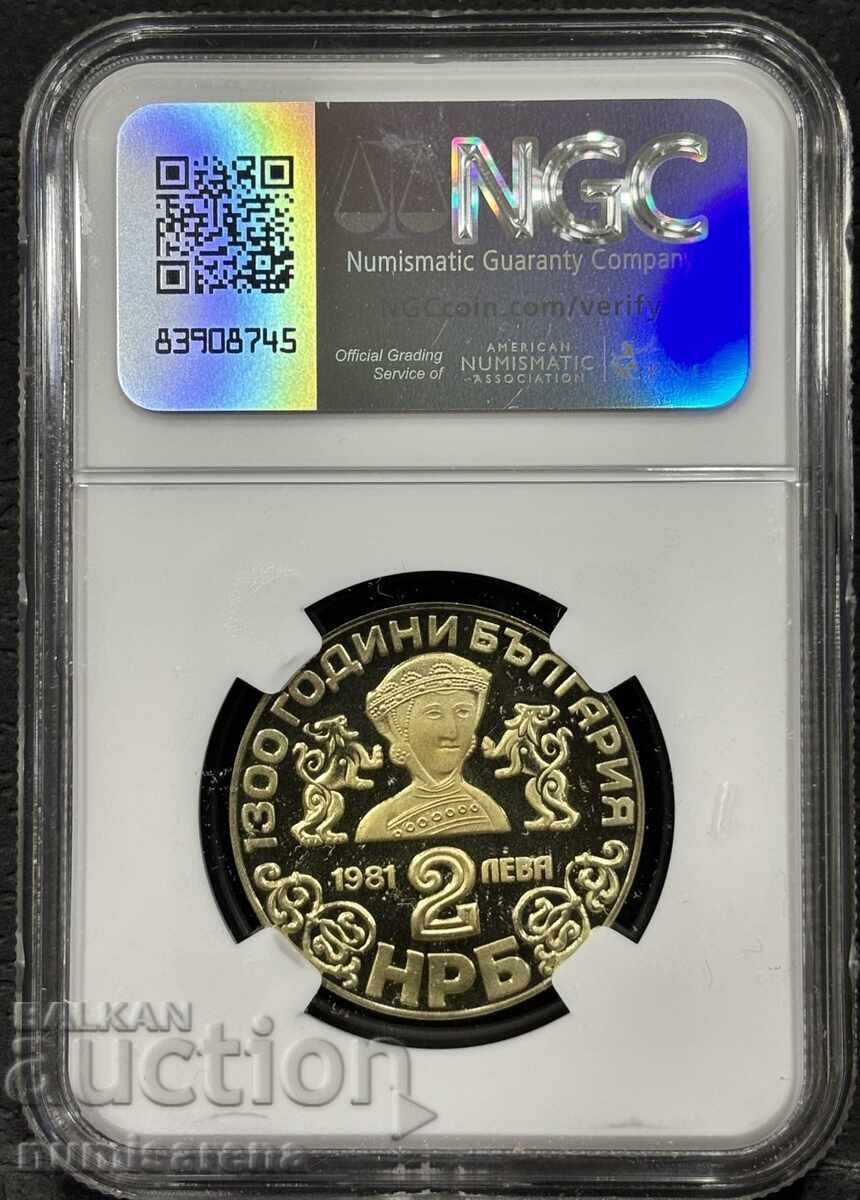 NGC
Numismatic Guaranty Company
NGCcoin.com/verify
83908745
Official Grading
Service of
AMERICAN
NUMISMATIC
ASSOCIATION
1300 ГОДИНИ БЪЛГАРИЯ
1981 2 ЛЕВА
НРБ
BALKAN
auction
numisarena